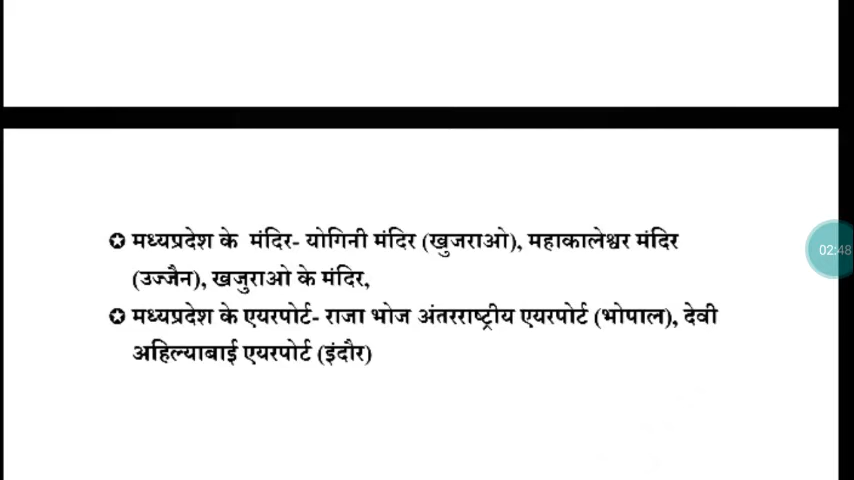 ✪ मध्यप्रदेश के मंदिर- योगिनी मंदिर (खुजराओ), महाकालेश्वर मंदिर
(उज्जैन), खजुराओ के मंदिर,
✪ मध्यप्रदेश के एयरपोर्ट- राजा भोज अंतरराष्ट्रीय एयरपोर्ट (भोपाल), देवी
अहिल्याबाई एयरपोर्ट (इंदौर)
02:48